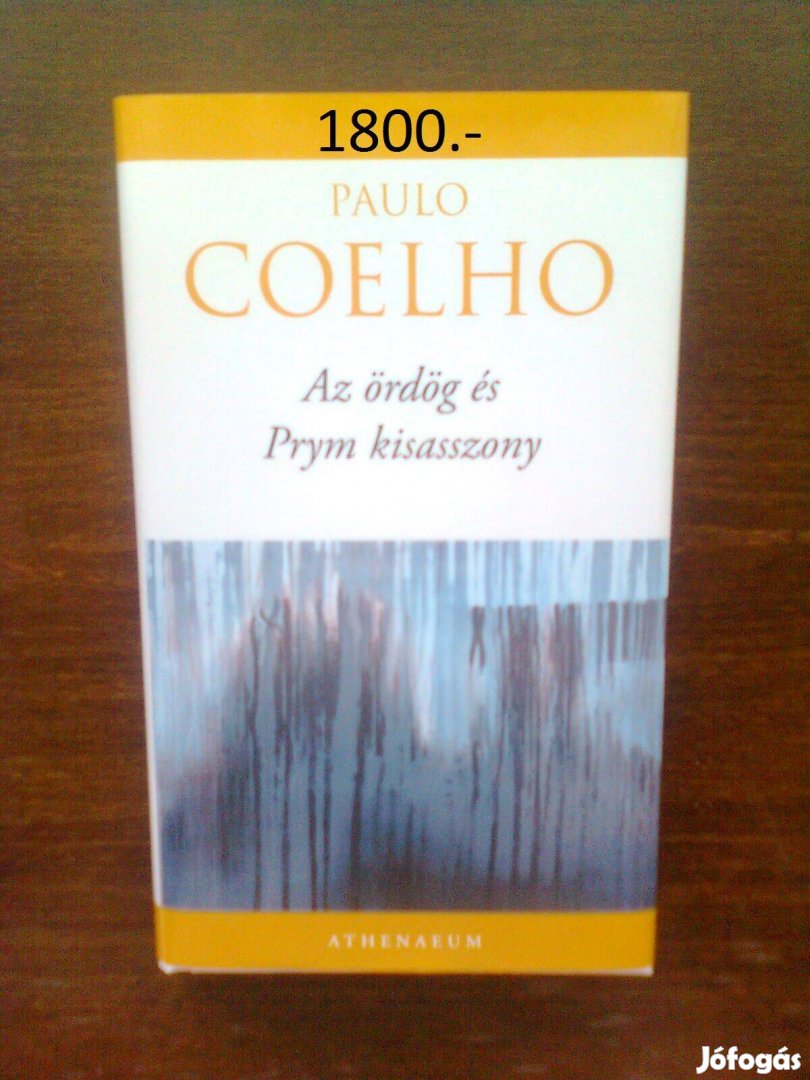 1800.-
PAULO
COELHO
Az ördög és
Prym kisasszony
ATHENAEUM
Jófogás